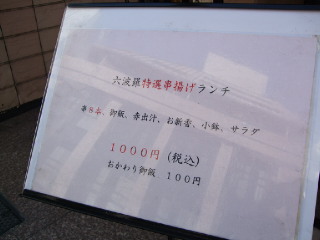 六波羅特選串揚げランチ
串8本、御飯、赤出汁、お新香、小鉢、サラダ
1000円(税込)
おかわり御飯 100円